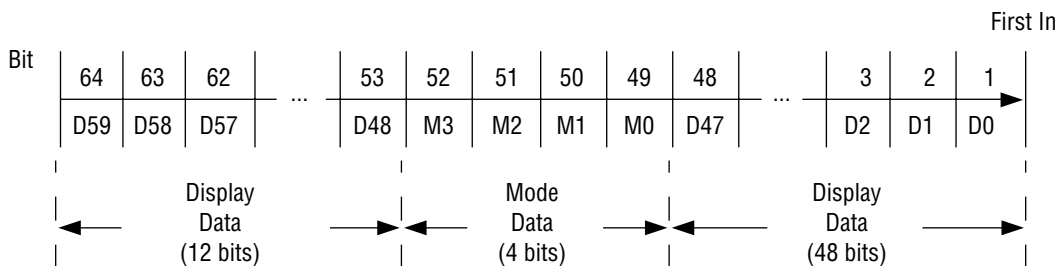 First In
Bit 64 63 62 53 52 51 50 49 48 3 2 1
... ...
D59 D58 D57 D48 M3 M2 M1 M0 D47 D2 D1 D0
Display Mode Display
Data Data Data
(12 bits) (4 bits) (48 bits)